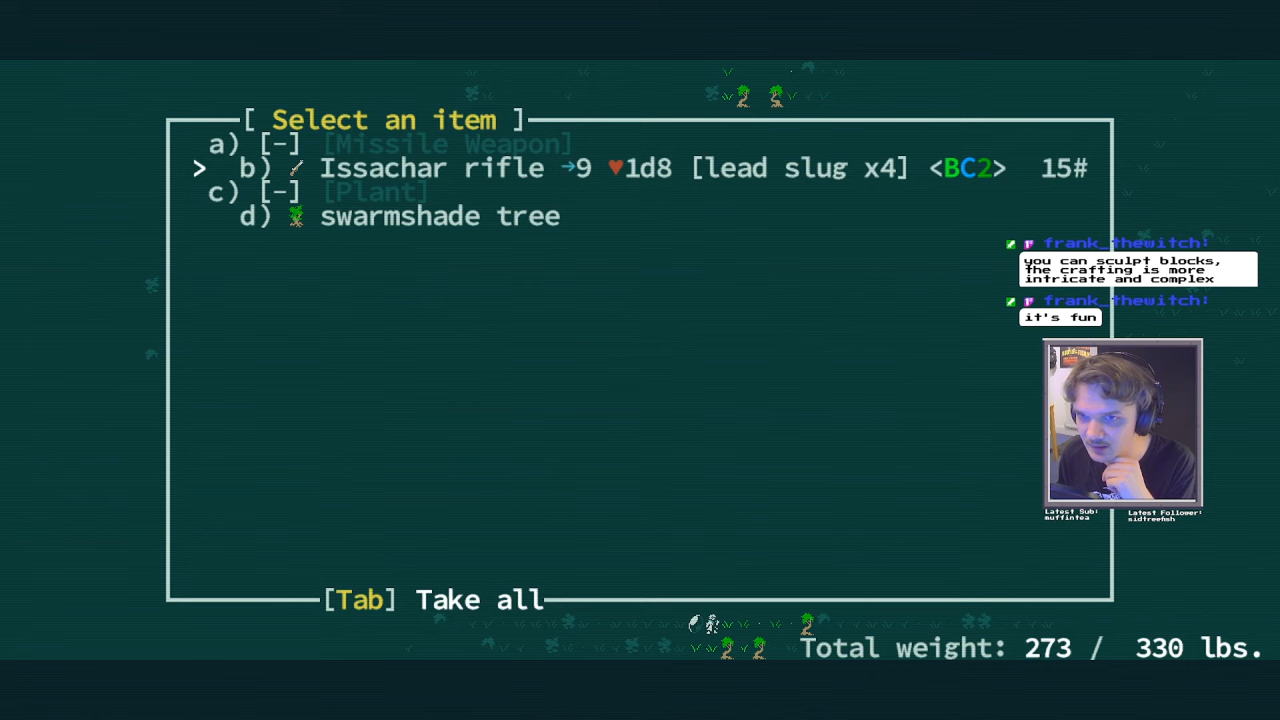 [ Select an item ]
a) [-] [Missile Weapon]
> b) Issachar rifle →9 ♥1d8 [lead slug x4] <BC2> 15#
c) [-] [Plant]
d) swarmshade tree
frank_thewitch:
you can sculpt blocks,
the crafting is more
intricate and complex
frank_thewitch:
it's fun
Latest Sub:
muffintea
Latest Follower:
sidtreefish
[Tab] Take all
Total weight: 273 / 330 lbs.